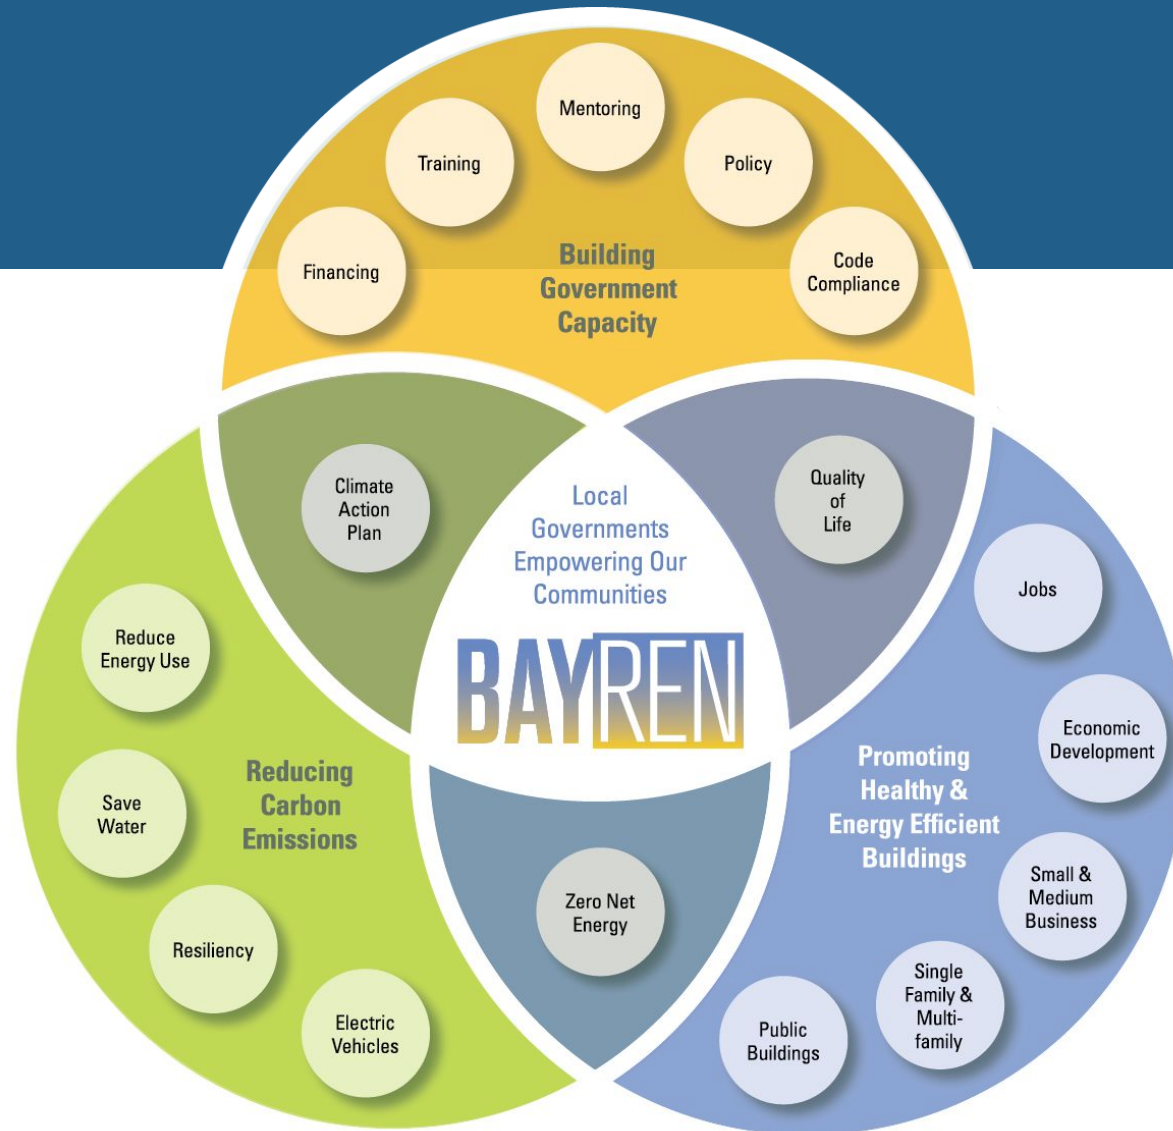 Mentoring
Training
Policy
Financing
Code
Compliance
Building
Government
Capacity
Climate
Action
Plan
Quality
of
Life
Local
Governments
Empowering Our
Communities
BAYREN
Reduce
Energy Use
Save
Water
Resiliency
Electric
Vehicles
Reducing
Carbon
Emissions
Zero Net
Energy
Promoting
Healthy &
Energy Efficient
Buildings
Jobs
Economic
Development
Small &
Medium
Business
Single
Family &
Multi-
family
Public
Buildings